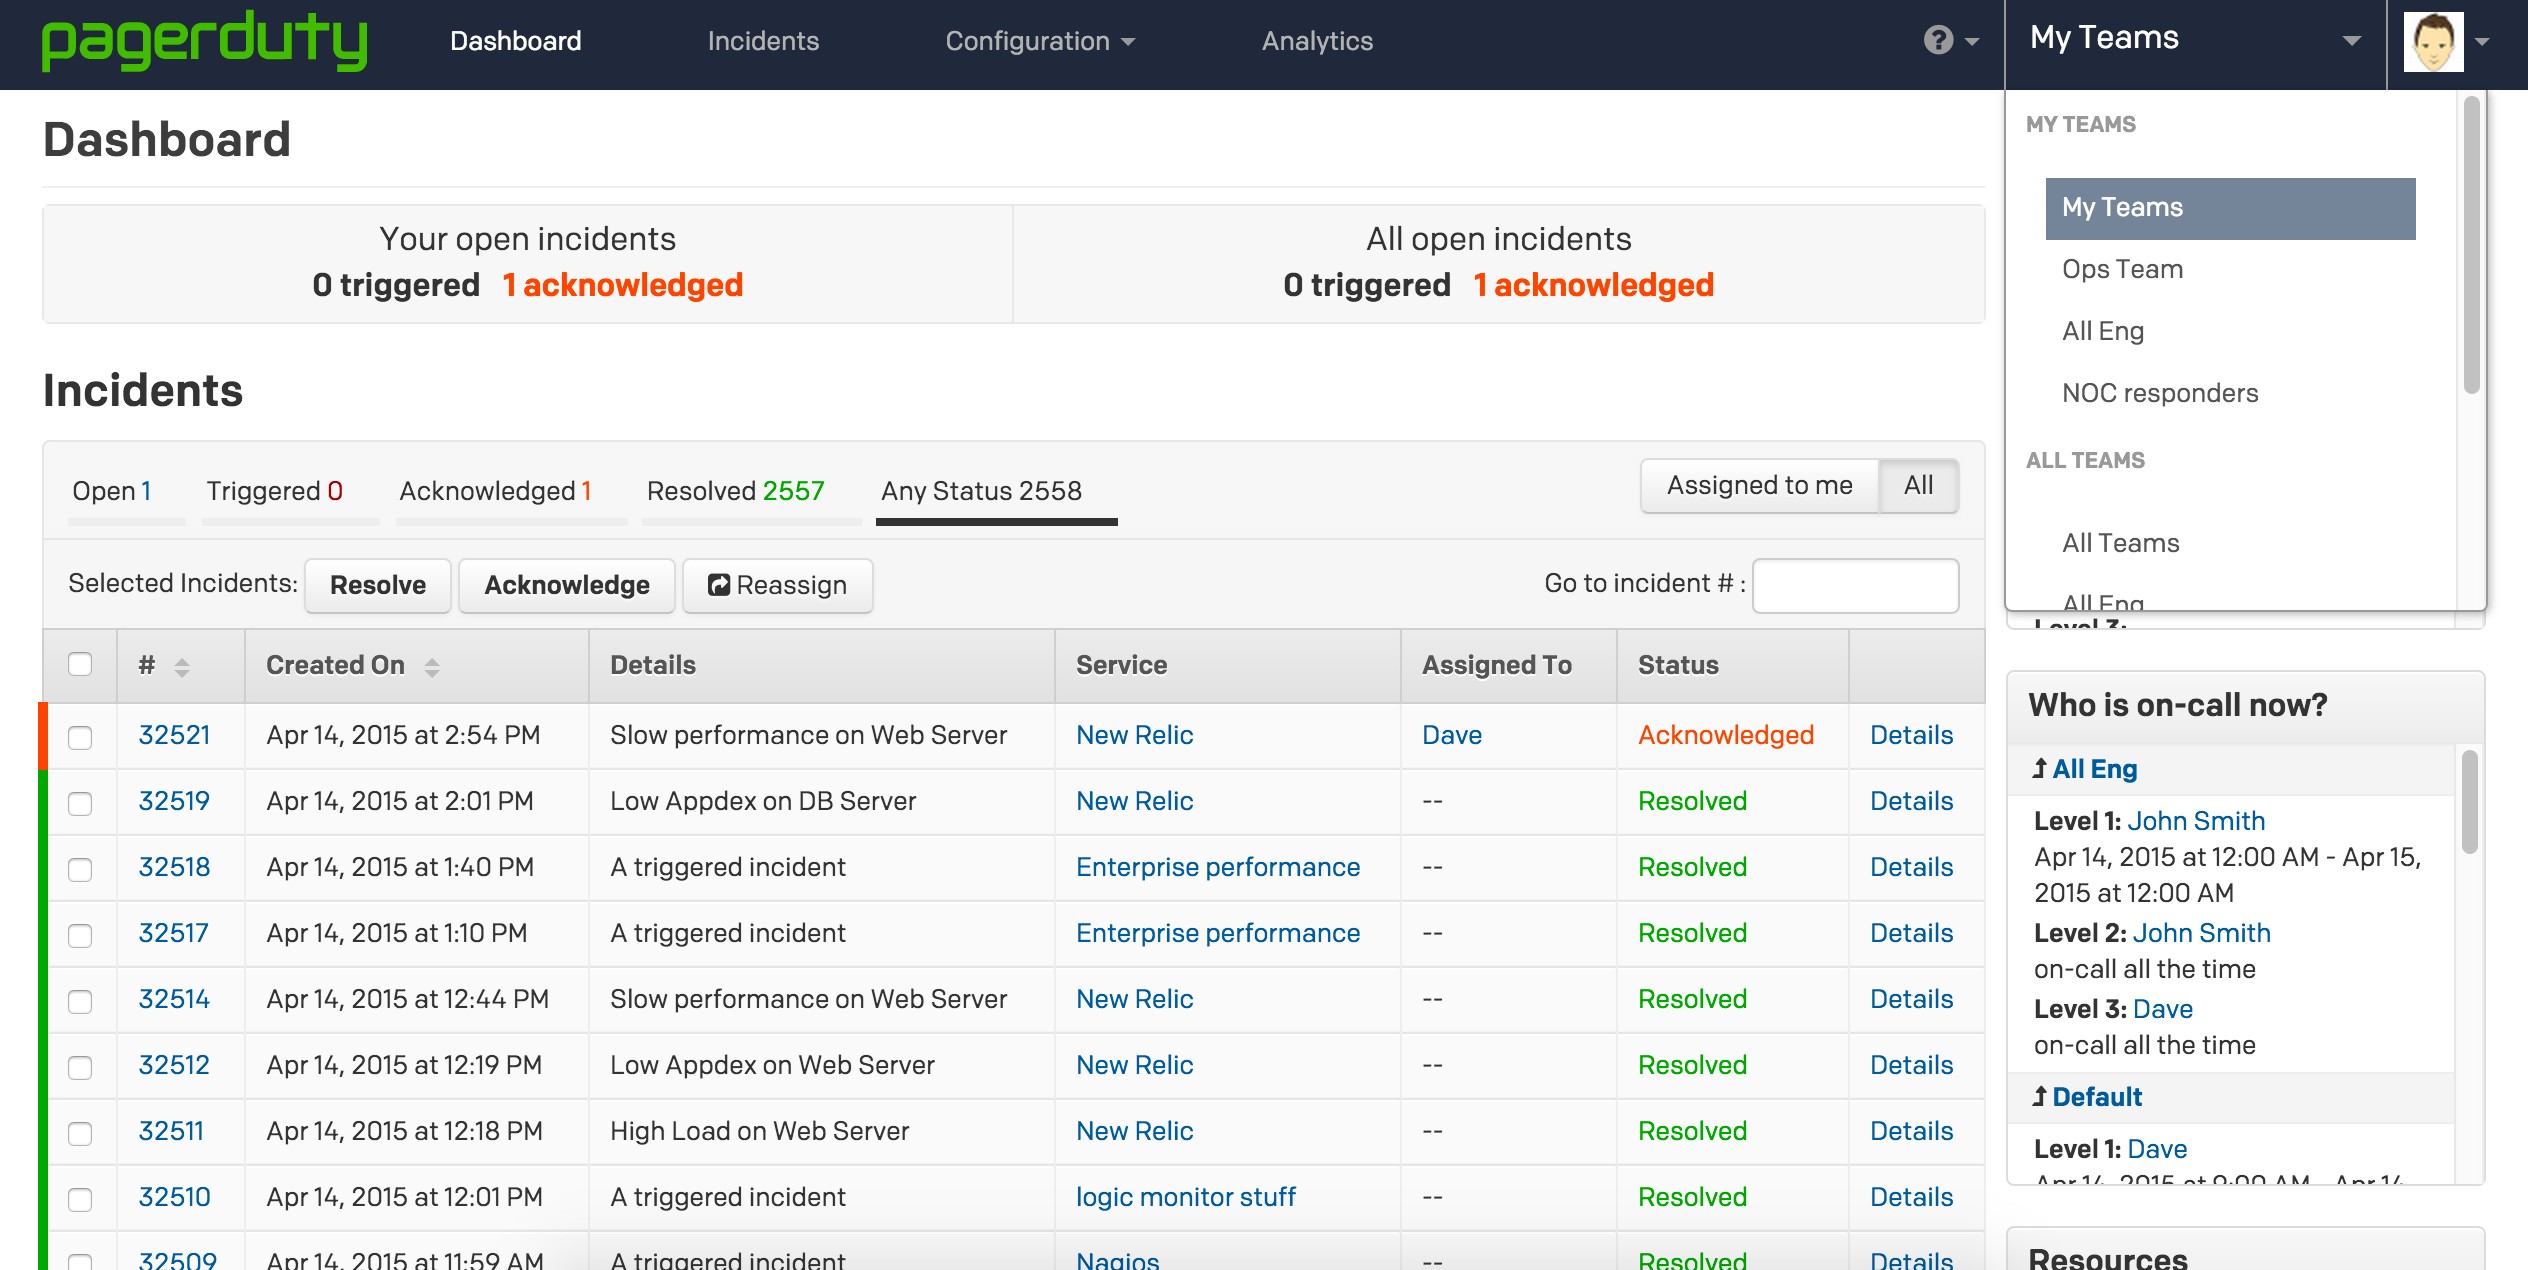 pagerduty Dashboard Incidents Configuration Analytics ? My Teams
Dashboard
Your open incidents
0 triggered 1 acknowledged
All open incidents
0 triggered 1 acknowledged
MY TEAMS
My Teams
Ops Team
All Eng
NOC responders
ALL TEAMS
All Teams
All Eng
Level 3:
Incidents
Open 1 Triggered 0 Acknowledged 1 Resolved 2557 Any Status 2558 Assigned to me All
Selected Incidents: Resolve Acknowledge Reassign Go to incident # :
# Created On Details Service Assigned To Status
32521 Apr 14, 2015 at 2:54 PM Slow performance on Web Server New Relic Dave Acknowledged Details
32519 Apr 14, 2015 at 2:01 PM Low Appdex on DB Server New Relic -- Resolved Details
32518 Apr 14, 2015 at 1:40 PM A triggered incident Enterprise performance -- Resolved Details
32517 Apr 14, 2015 at 1:10 PM A triggered incident Enterprise performance -- Resolved Details
32514 Apr 14, 2015 at 12:44 PM Slow performance on Web Server New Relic -- Resolved Details
32512 Apr 14, 2015 at 12:19 PM Low Appdex on Web Server New Relic -- Resolved Details
32511 Apr 14, 2015 at 12:18 PM High Load on Web Server New Relic -- Resolved Details
32510 Apr 14, 2015 at 12:01 PM A triggered incident logic monitor stuff -- Resolved Details
32509 Apr 14, 2015 at 11:59 AM A triggered incident Nagios -- Resolved Details
Who is on-call now?
All Eng
Level 1: John Smith
Apr 14, 2015 at 12:00 AM - Apr 15,
2015 at 12:00 AM
Level 2: John Smith
on-call all the time
Level 3: Dave
on-call all the time
Default
Level 1: Dave
Apr 14, 2015 at 9:00 AM - Apr 14,
Resources